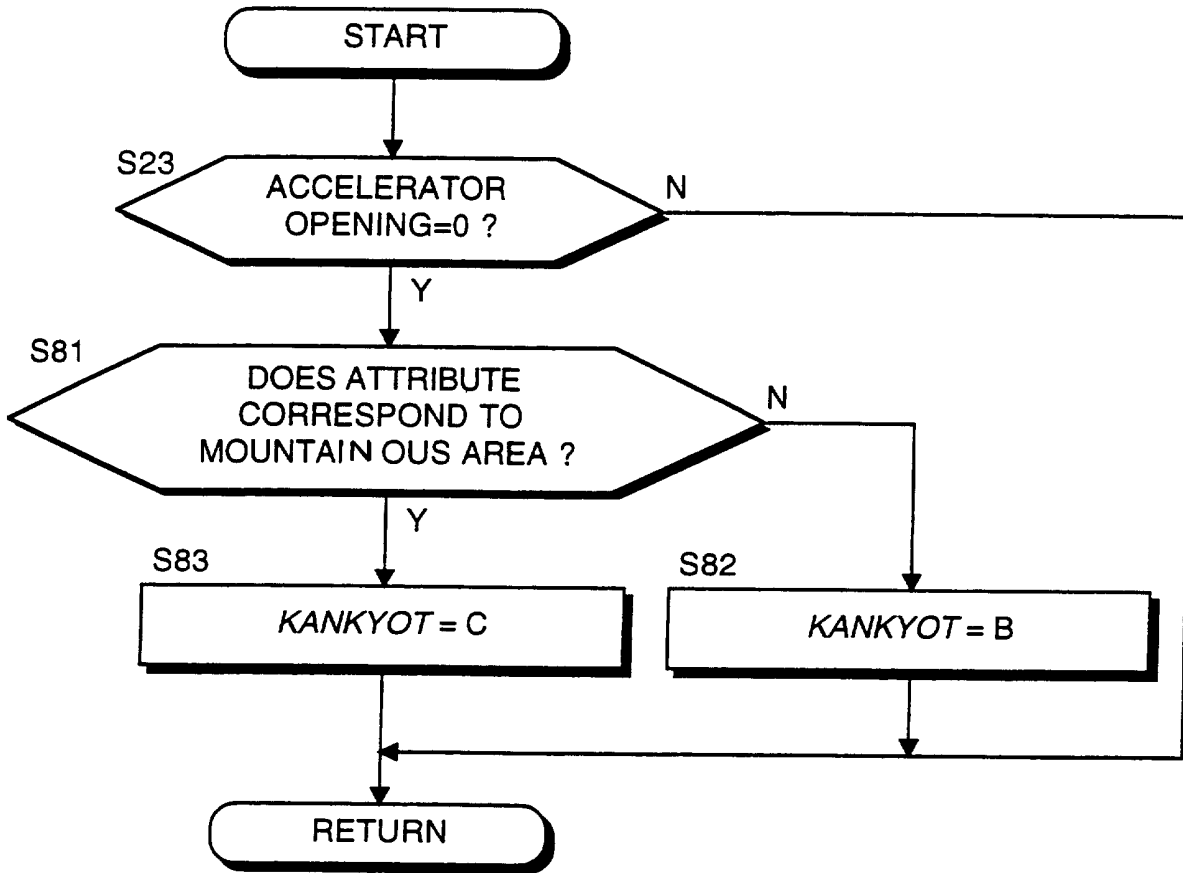 START
S23
ACCELERATOR
OPENING=0 ?
N
Y
S81
DOES ATTRIBUTE
CORRESPOND TO
MOUNTAIN OUS AREA ?
N
Y
S83
KANKYOT = C
S82
KANKYOT = B
RETURN